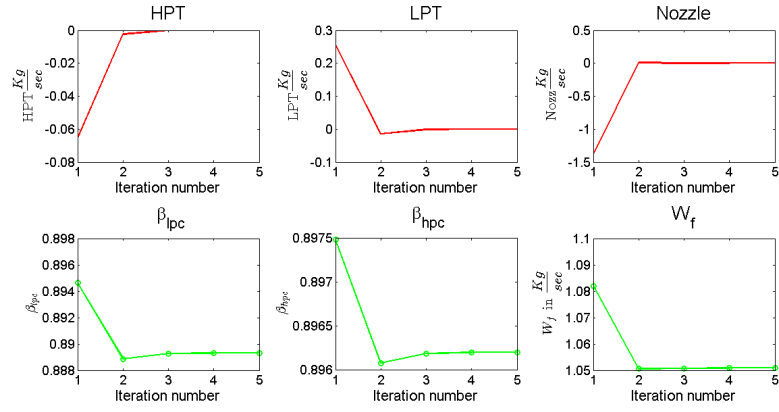 HPT
LPT
Nozzle
0
-0.02
-0.04
-0.06
-0.08
HPT Kg/sec
1 2 3 4 5
Iteration number
0.3
0.2
0.1
0
-0.1
LPT Kg/sec
1 2 3 4 5
Iteration number
0.5
0
-0.5
-1
-1.5
Nozz Kg/sec
1 2 3 4 5
Iteration number
βlpc
βhpc
Wf
0.898
0.896
0.894
0.892
0.89
0.888
βlpc
1 2 3 4 5
Iteration number
0.8975
0.897
0.8965
0.896
βhpc
1 2 3 4 5
Iteration number
1.1
1.09
1.08
1.07
1.06
1.05
Wf in Kg/sec
1 2 3 4 5
Iteration number